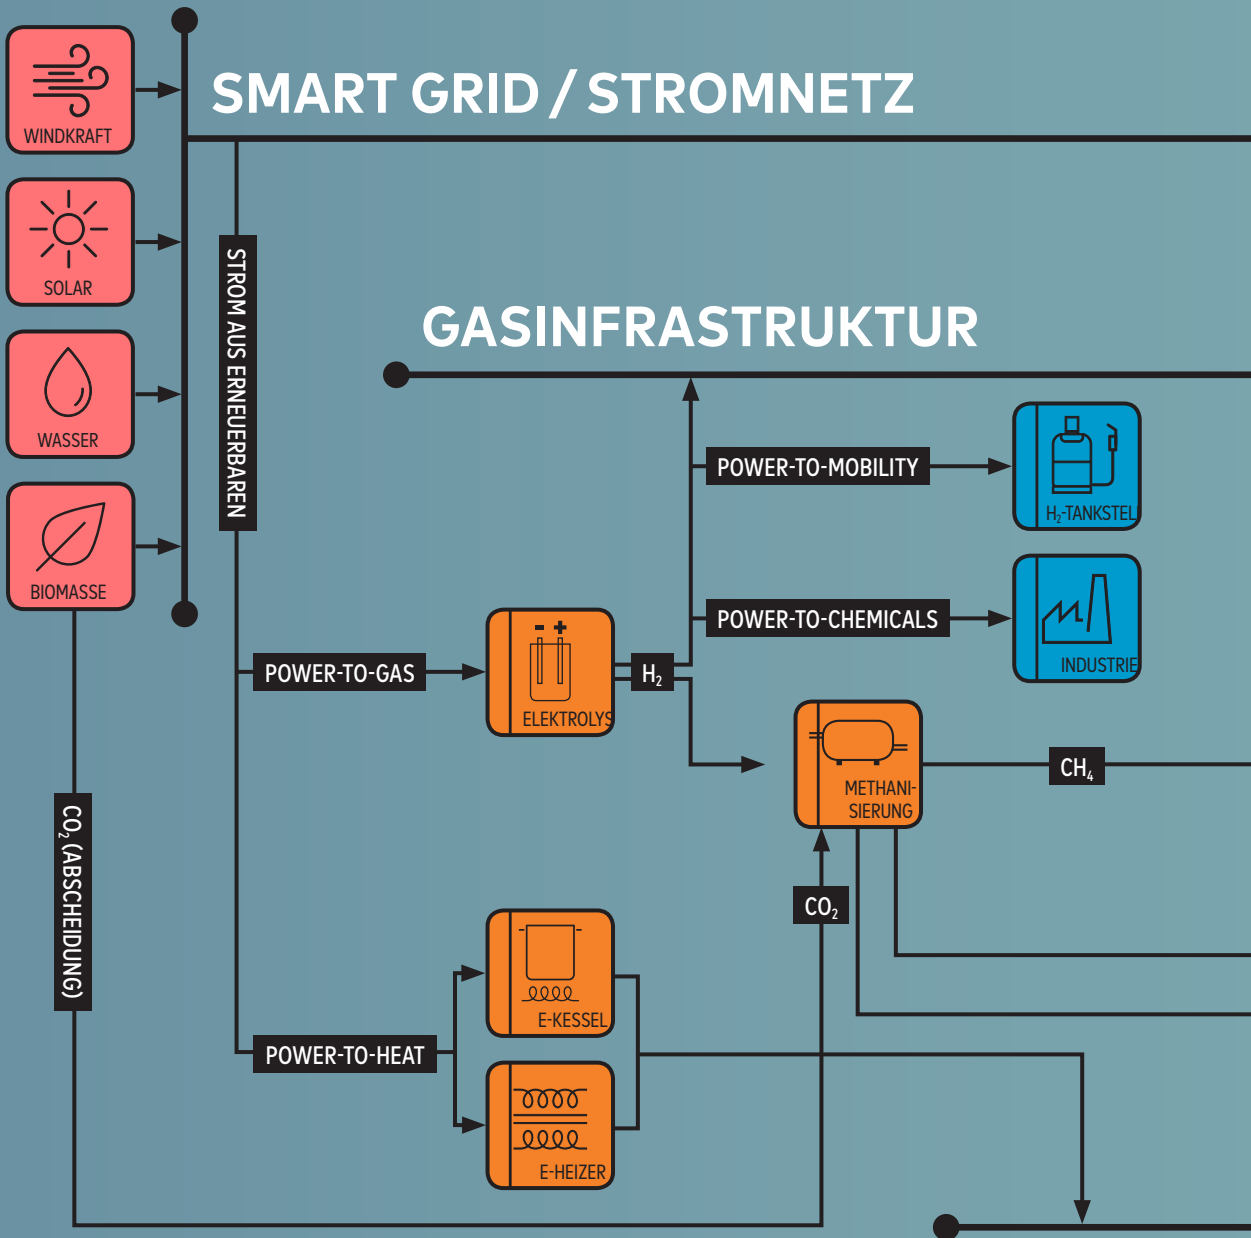 SMART GRID / STROMNETZ
WINDKRAFT
SOLAR
STROM AUS ERNEUERBAREN
GASINFRASTRUKTUR
WASSER
POWER-TO-MOBILITY
H₂-TANKSTEL
BIOMASSE
POWER-TO-CHEMICALS
INDUSTRIE
POWER-TO-GAS
H₂
ELEKTROLYS
METHANI-
SIERUNG
CH₄
CO₂ (ABSCHEIDUNG)
CO₂
E-KESSEL
POWER-TO-HEAT
E-HEIZER